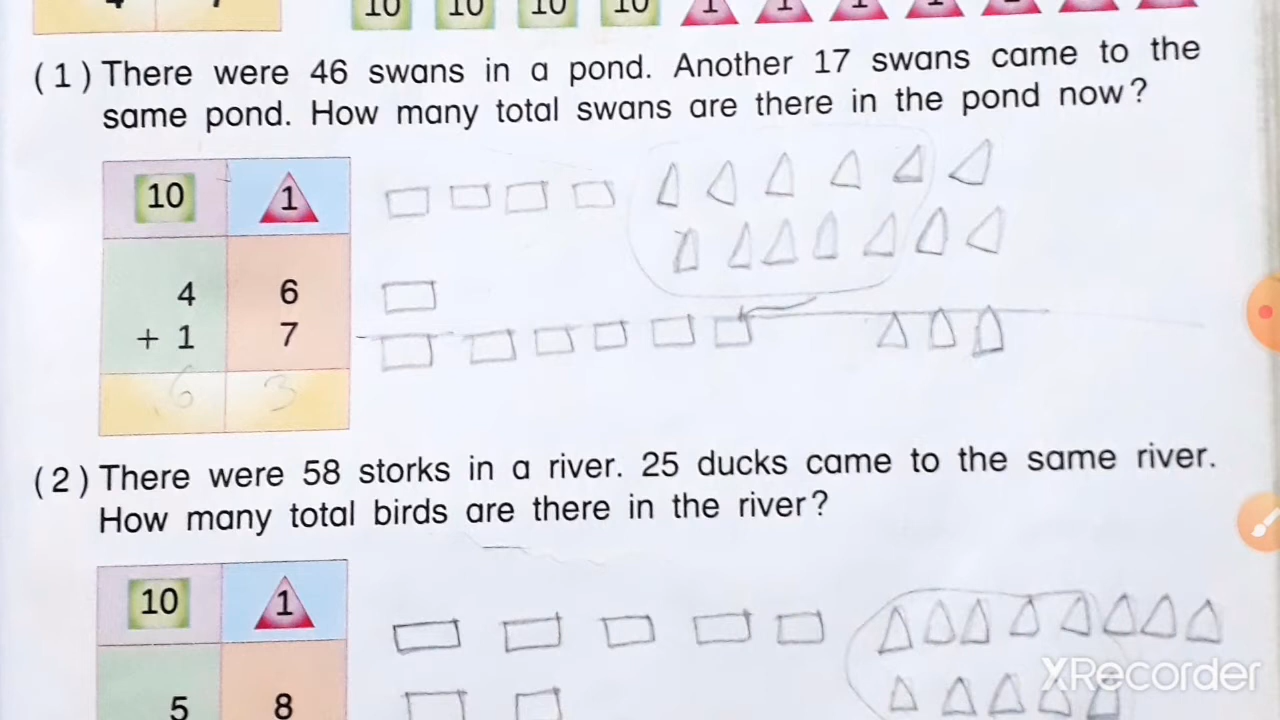 10 10 10 10 1 1 1 1
(1) There were 46 swans in a pond. Another 17 swans came to the
same pond. How many total swans are there in the pond now?
10 1
4 6
+ 1 7
6 3
(2) There were 58 storks in a river. 25 ducks came to the same river.
How many total birds are there in the river?
10 1
5 8
XRecorder